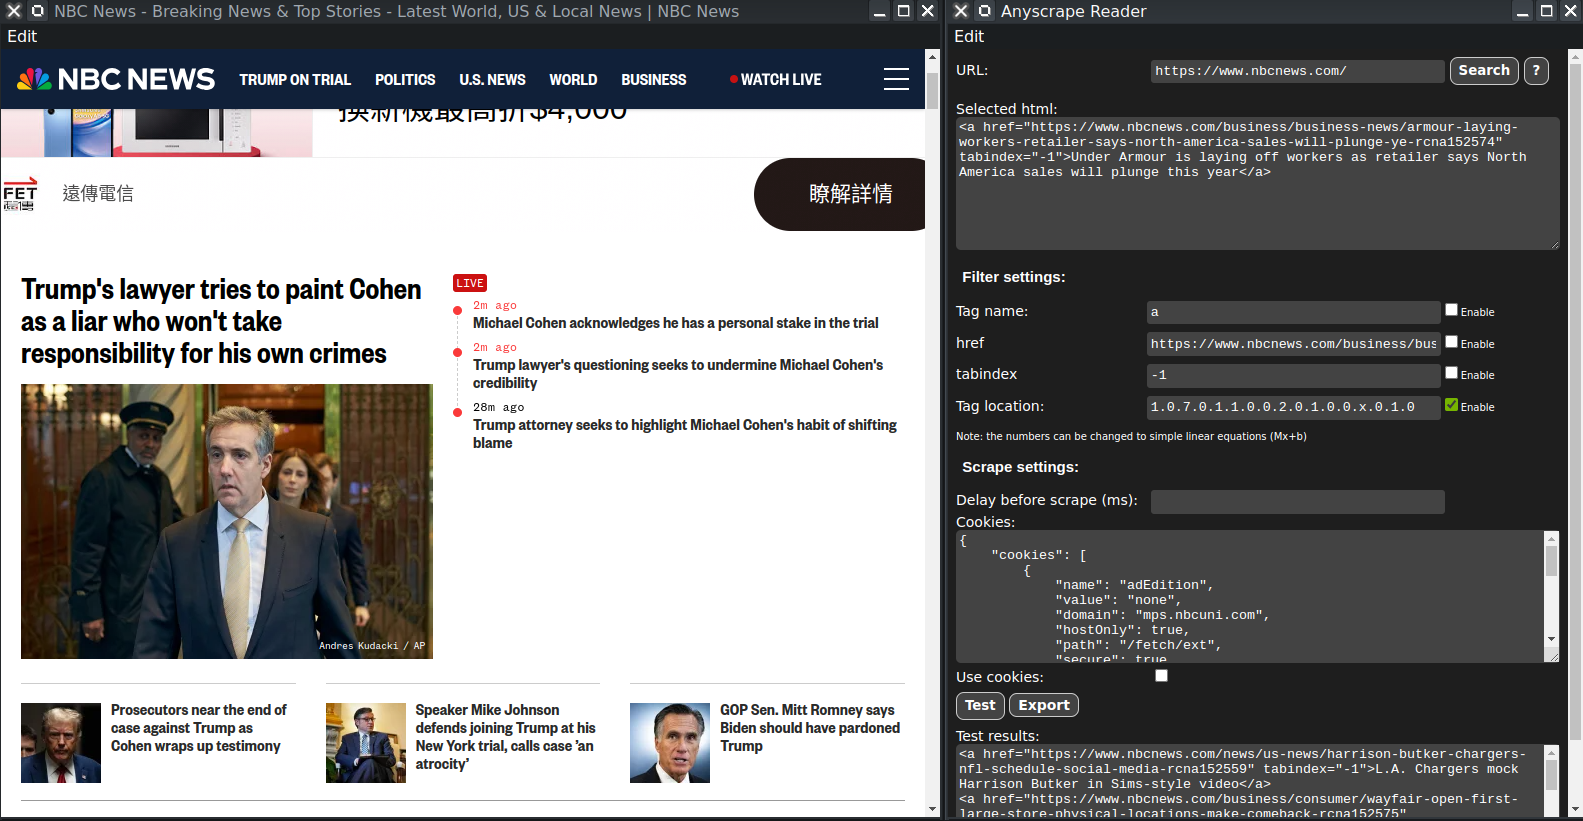 NBC News - Breaking News & Top Stories - Latest World, US & Local News | NBC News
Edit
NBC NEWS
TRUMP ON TRIAL
POLITICS
U.S. NEWS
WORLD
BUSINESS
WATCH LIVE
換新機最高折$4,000
FET
遠傳
遠傳電信
瞭解詳情
Trump's lawyer tries to paint Cohen
as a liar who won't take
responsibility for his own crimes
Andres Kudacki / AP
LIVE
2m ago
Michael Cohen acknowledges he has a personal stake in the trial
2m ago
Trump lawyer's questioning seeks to undermine Michael Cohen's
credibility
28m ago
Trump attorney seeks to highlight Michael Cohen's habit of shifting
blame
Prosecutors near the end of
case against Trump as
Cohen wraps up testimony
Speaker Mike Johnson
defends joining Trump at his
New York trial, calls case 'an
atrocity'
GOP Sen. Mitt Romney says
Biden should have pardoned
Trump
Anyscrape Reader
Edit
URL:
https://www.nbcnews.com/
Search
?
Selected html:
<a href="https://www.nbcnews.com/business/business-news/armour-laying-
workers-retailer-says-north-america-sales-will-plunge-ye-rcna152574"
tabindex="-1">Under Armour is laying off workers as retailer says North
America sales will plunge this year</a>
Filter settings:
Tag name:
a
Enable
href
https://www.nbcnews.com/business/bus
Enable
tabindex
-1
Enable
Tag location:
1.0.7.0.1.1.0.0.2.0.1.0.0.x.0.1.0
Enable
Note: the numbers can be changed to simple linear equations (Mx+b)
Scrape settings:
Delay before scrape (ms):
Cookies:
{
"cookies": [
{
"name": "adEdition",
"value": "none",
"domain": "mps.nbcuni.com",
"hostOnly": true,
"path": "/fetch/ext",
"secure": true
Use cookies:
Test
Export
Test results:
<a href="https://www.nbcnews.com/news/us-news/harrison-butker-chargers-
nfl-schedule-social-media-rcna152559" tabindex="-1">L.A. Chargers mock
Harrison Butker in Sims-style video</a>
<a href="https://www.nbcnews.com/business/consumer/wayfair-open-first-
large-store-physical-locations-make-comeback-rcna152575"